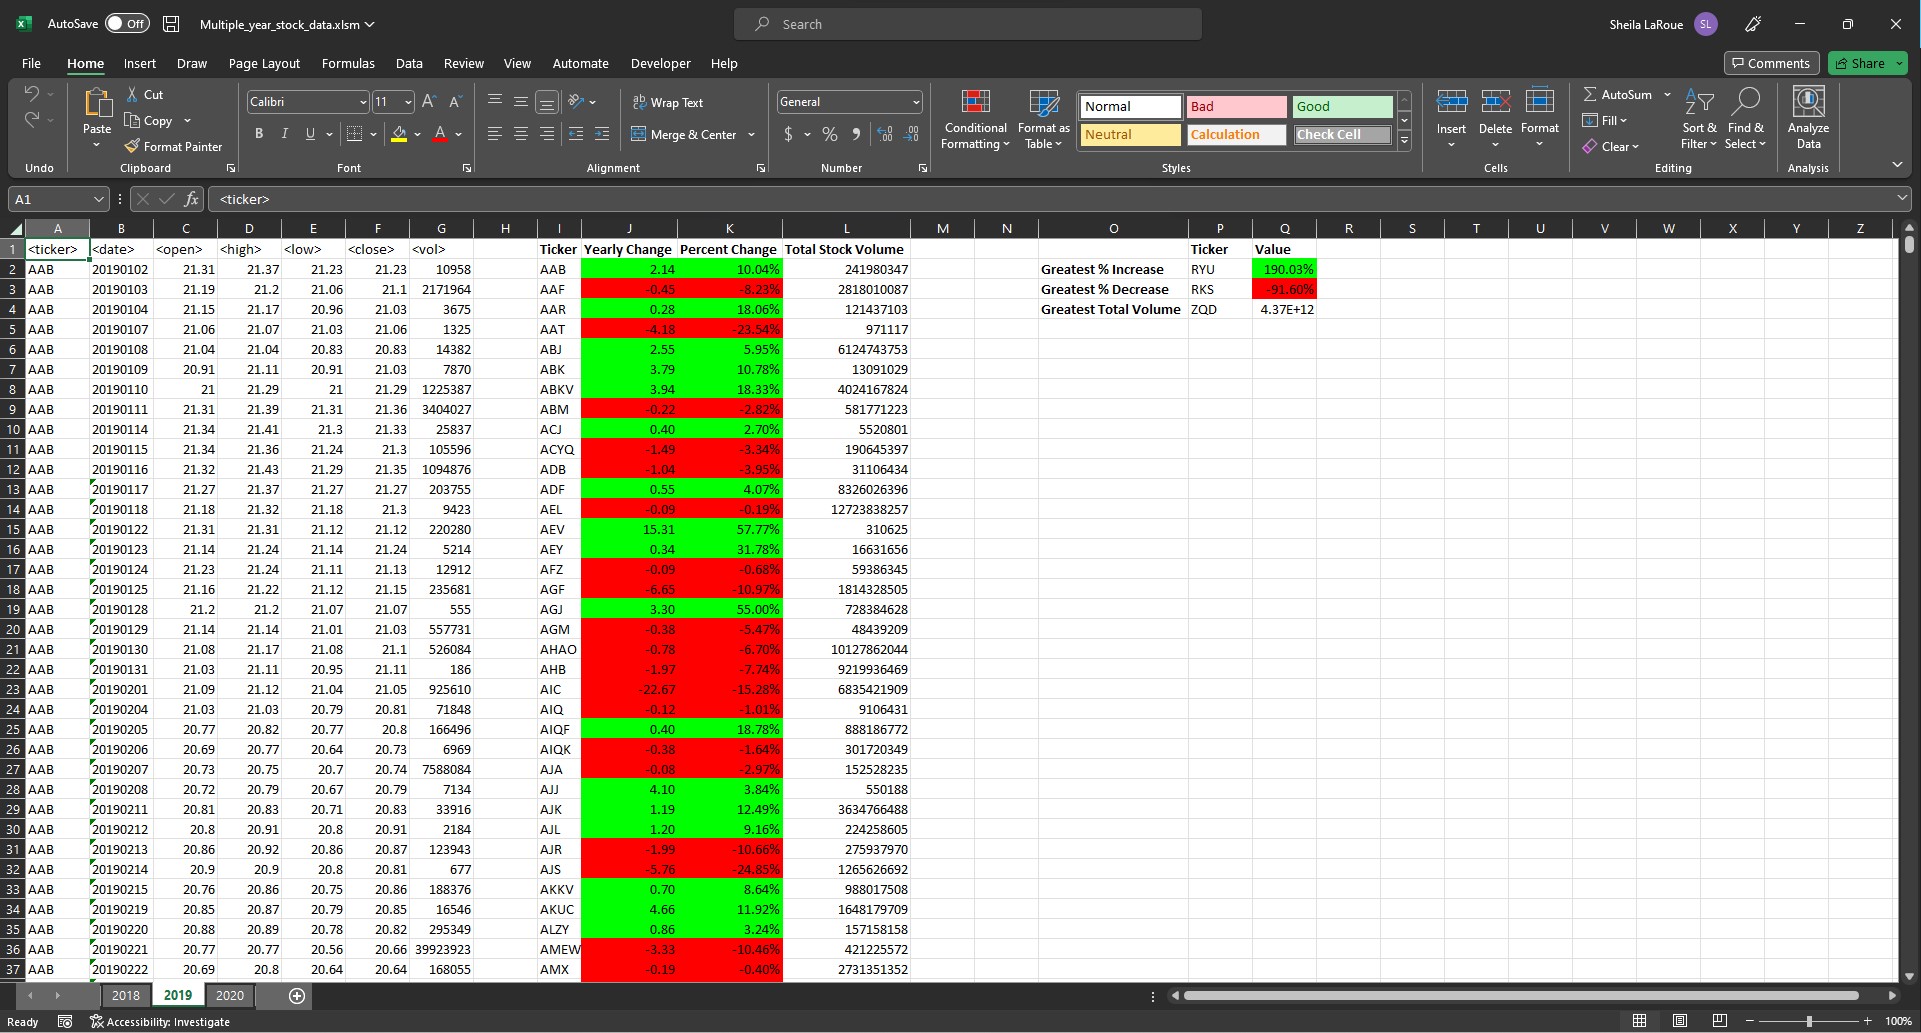 AutoSave Off Multiple_year_stock_data.xlsm Search Sheila LaRoue SL
File Home Insert Draw Page Layout Formulas Data Review View Automate Developer Help Comments Share
Undo
Paste Cut Copy Format Painter
Clipboard
Calibri 11
B I U A
Font
ab Wrap Text
Merge & Center
Alignment
General
$ % 9
Number
Conditional Formatting Format as Table
Normal Bad Good
Neutral Calculation Check Cell
Styles
Insert Delete Format
Cells
AutoSum
Fill
Clear
Sort & Filter Find & Select
Editing
Analyze Data
Analysis
A1 fx <ticker>
A B C D E F G H I J K L M N O P Q R S T U V W X Y Z
1 <ticker> <date> <open> <high> <low> <close> <vol> Ticker Yearly Change Percent Change Total Stock Volume Ticker Value
2 AAB 20190102 21.31 21.37 21.23 21.23 10958 AAB 2.14 10.04% 241980347 Greatest % Increase RYU 190.03%
3 AAB 20190103 21.19 21.2 21.06 21.1 2171964 AAF -0.45 -8.23% 2818010087 Greatest % Decrease RKS -91.60%
4 AAB 20190104 21.15 21.17 20.96 21.03 3675 AAR 0.28 18.06% 121437103 Greatest Total Volume ZQD 4.37E+12
5 AAB 20190107 21.06 21.07 21.03 21.06 1325 AAT -4.18 -23.54% 971117
6 AAB 20190108 21.04 21.04 20.83 20.83 14382 ABJ 2.55 5.95% 6124743753
7 AAB 20190109 20.91 21.11 20.91 21.03 7870 ABK 3.79 10.78% 13091029
8 AAB 20190110 21 21.29 21 21.29 1225387 ABKV 3.94 18.33% 4024167824
9 AAB 20190111 21.31 21.39 21.31 21.36 3404027 ABM -0.22 -2.82% 581771223
10 AAB 20190114 21.34 21.41 21.3 21.33 25837 ACJ 0.40 2.70% 5520801
11 AAB 20190115 21.34 21.36 21.24 21.3 105596 ACYQ -1.49 -3.34% 190645397
12 AAB 20190116 21.32 21.43 21.29 21.35 1094876 ADB -1.04 -3.95% 31106434
13 AAB 20190117 21.27 21.37 21.27 21.27 203755 ADF 0.55 4.07% 8326026396
14 AAB 20190118 21.18 21.32 21.18 21.3 9423 AEL -0.09 -0.19% 12723838257
15 AAB 20190122 21.31 21.31 21.12 21.12 220280 AEV 15.31 57.77% 310625
16 AAB 20190123 21.14 21.24 21.14 21.24 5214 AEY 0.34 31.78% 16631656
17 AAB 20190124 21.23 21.24 21.11 21.13 12912 AFZ -0.09 -0.68% 59386345
18 AAB 20190125 21.16 21.22 21.12 21.15 235681 AGF -6.65 -10.97% 1814328505
19 AAB 20190128 21.2 21.2 21.07 21.07 555 AGJ 3.30 55.00% 728384628
20 AAB 20190129 21.14 21.14 21.01 21.03 557731 AGM -0.38 -5.47% 48439209
21 AAB 20190130 21.08 21.17 21.08 21.1 526084 AHAO -0.78 -6.70% 10127862044
22 AAB 20190131 21.03 21.11 20.95 21.11 186 AHB -1.97 -7.74% 9219936469
23 AAB 20190201 21.09 21.12 21.04 21.05 925610 AIC -22.67 -15.28% 6835421909
24 AAB 20190204 21.03 21.03 20.79 20.81 71848 AIQ -0.12 -1.01% 9106431
25 AAB 20190205 20.77 20.82 20.77 20.8 166496 AIQF 0.40 18.78% 888186772
26 AAB 20190206 20.69 20.77 20.64 20.73 6969 AIQK -0.38 -1.64% 301720349
27 AAB 20190207 20.73 20.75 20.7 20.74 7588084 AJA -0.08 -2.97% 152528235
28 AAB 20190208 20.72 20.79 20.67 20.79 7134 AJJ 4.10 3.84% 550188
29 AAB 20190211 20.81 20.83 20.71 20.83 33916 AJK 1.19 12.49% 3634766488
30 AAB 20190212 20.8 20.91 20.8 20.91 2184 AJL 1.20 9.16% 224258605
31 AAB 20190213 20.86 20.92 20.86 20.87 123943 AJR -1.99 -10.66% 275937970
32 AAB 20190214 20.9 20.9 20.8 20.81 677 AJS -5.76 -24.85% 1265626692
33 AAB 20190215 20.76 20.86 20.75 20.86 188376 AKKV 0.70 8.64% 988017508
34 AAB 20190219 20.85 20.87 20.79 20.85 16546 AKUC 4.66 11.92% 1648179709
35 AAB 20190220 20.88 20.89 20.78 20.82 295349 ALZY 0.86 3.24% 157158158
36 AAB 20190221 20.77 20.77 20.56 20.66 39923923 AMEW -3.33 -10.46% 421225572
37 AAB 20190222 20.69 20.8 20.64 20.64 168055 AMX -0.19 -0.40% 2731351352
2018 2019 2020
Ready Accessibility: Investigate 100%